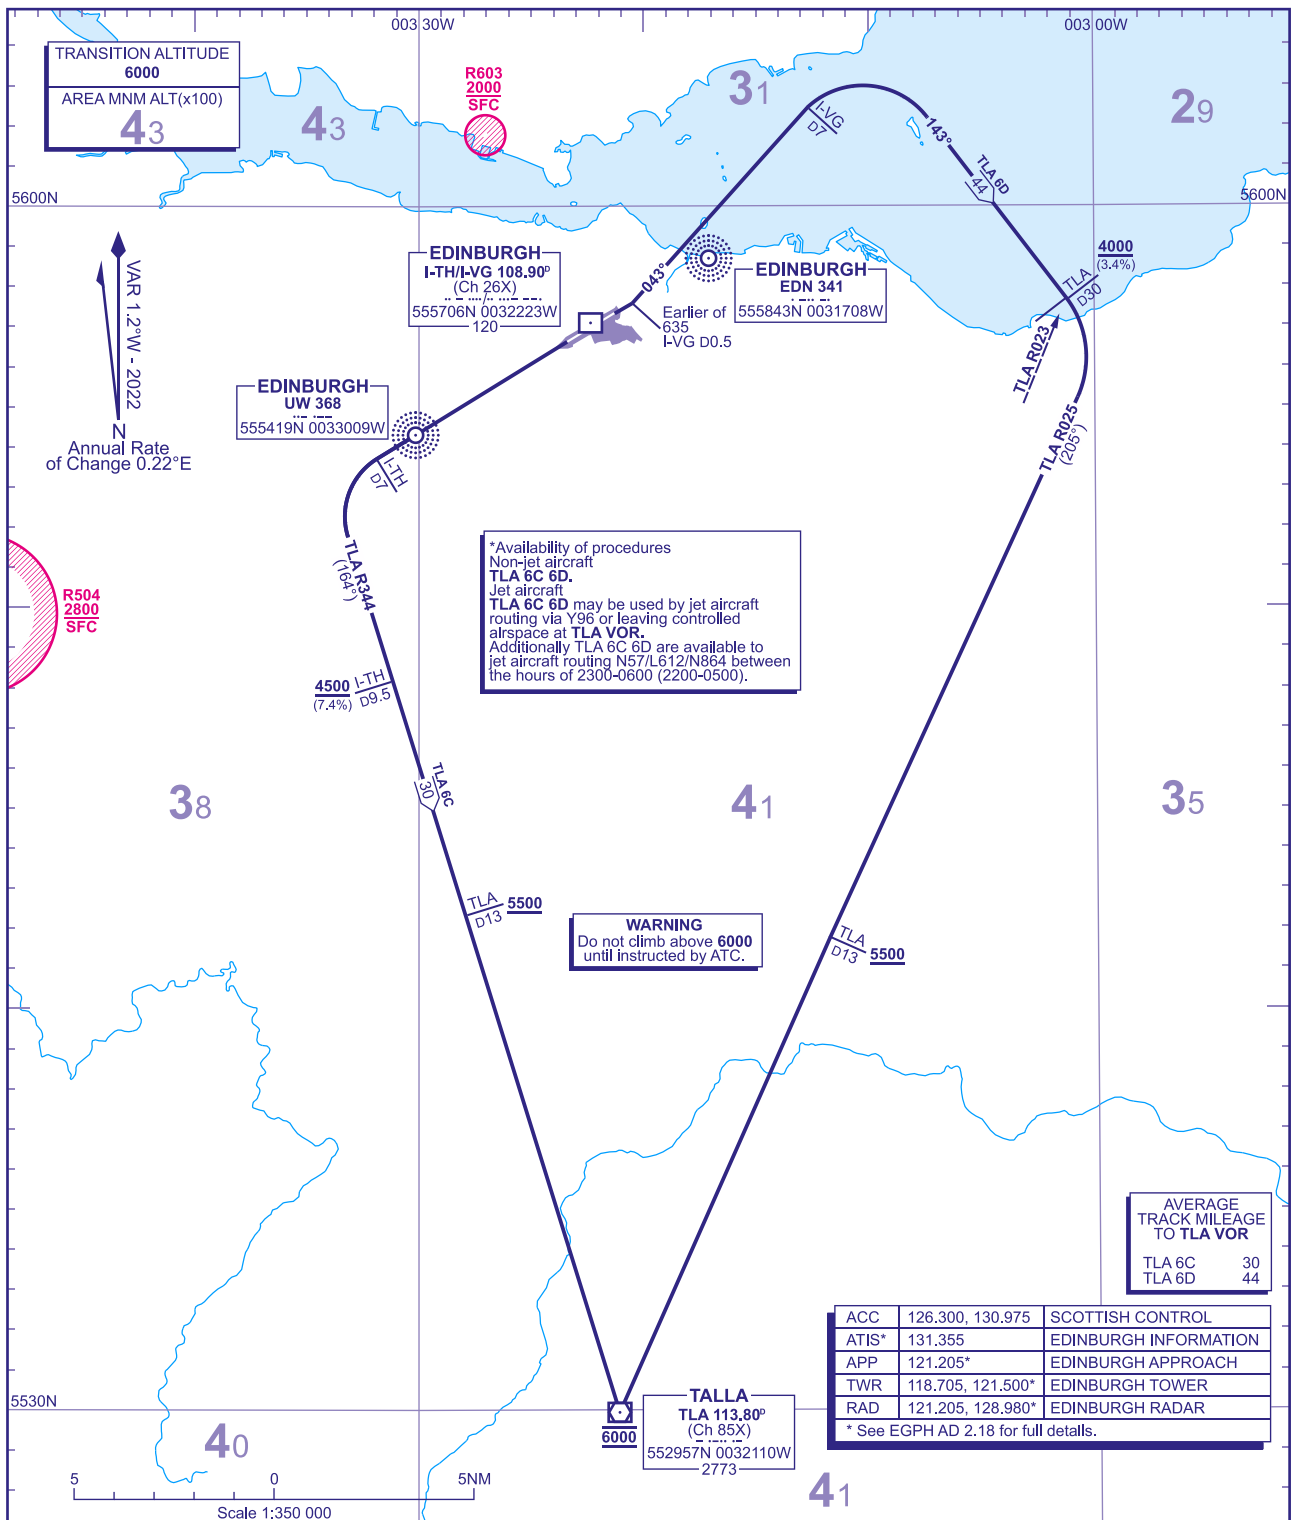 003 30W
003 00W
TRANSITION ALTITUDE
6000
AREA MNM ALT(x100)
43
43
R603
2000
SFC
31
29
I-VG
D7
143°
TLA 6D
44
5600N
5600N
VAR 1.2°W - 2022
N
Annual Rate
of Change 0.22°E
EDINBURGH
I-TH/I-VG 108.90ᴰ
(Ch 26X)
555706N 0032223W
120
043°
EDINBURGH
EDN 341
555843N 0031708W
Earlier of
635
I-VG D0.5
4000
(3.4%)
TLA
D30
TLA R023
EDINBURGH
UW 368
555419N 0033009W
I-TH
D7
TLA R025
(205°)
TLA R344
(164°)
*Availability of procedures
Non-jet aircraft
TLA 6C 6D.
Jet aircraft
TLA 6C 6D may be used by jet aircraft
routing via Y96 or leaving controlled
airspace at TLA VOR.
Additionally TLA 6C 6D are available to
jet aircraft routing N57/L612/N864 between
the hours of 2300-0600 (2200-0500).
R504
2800
SFC
4500
(7.4%)
I-TH
D9.5
TLA 6C
30
38
41
35
TLA
D13
5500
WARNING
Do not climb above 6000
until instructed by ATC.
TLA
D13
5500
AVERAGE
TRACK MILEAGE
TO TLA VOR
TLA 6C 30
TLA 6D 44
ACC 126.300, 130.975 SCOTTISH CONTROL
ATIS* 131.355 EDINBURGH INFORMATION
APP 121.205* EDINBURGH APPROACH
TWR 118.705, 121.500* EDINBURGH TOWER
RAD 121.205, 128.980* EDINBURGH RADAR
* See EGPH AD 2.18 for full details.
5530N
6000
TALLA
TLA 113.80ᴰ
(Ch 85X)
552957N 0032110W
2773
40
41
5 0 5NM
Scale 1:350 000